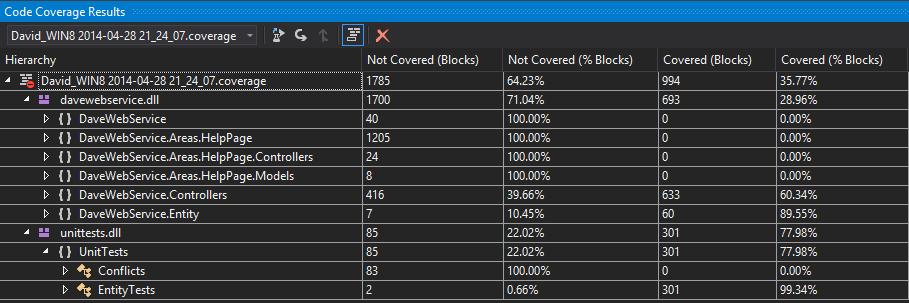 Code Coverage Results
David_WIN8 2014-04-28 21_24_07.coverage
Hierarchy Not Covered (Blocks) Not Covered (% Blocks) Covered (Blocks) Covered (% Blocks)
David_WIN8 2014-04-28 21_24_07.coverage 1785 64.23% 994 35.77%
davewebservice.dll 1700 71.04% 693 28.96%
{ } DaveWebService 40 100.00% 0 0.00%
{ } DaveWebService.Areas.HelpPage 1205 100.00% 0 0.00%
{ } DaveWebService.Areas.HelpPage.Controllers 24 100.00% 0 0.00%
{ } DaveWebService.Areas.HelpPage.Models 8 100.00% 0 0.00%
{ } DaveWebService.Controllers 416 39.66% 633 60.34%
{ } DaveWebService.Entity 7 10.45% 60 89.55%
unittests.dll 85 22.02% 301 77.98%
{ } UnitTests 85 22.02% 301 77.98%
Conflicts 83 100.00% 0 0.00%
EntityTests 2 0.66% 301 99.34%